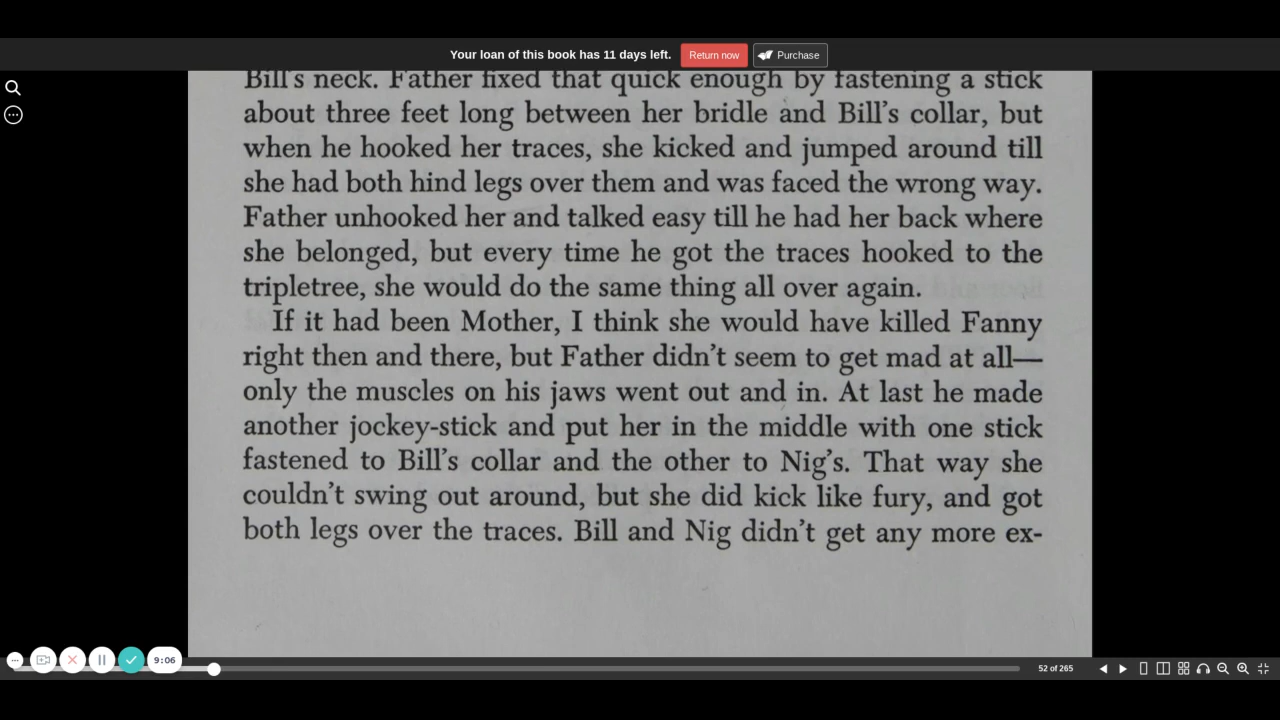 Your loan of this book has 11 days left. Return now Purchase
Bill's neck. Father fixed that quick enough by fastening a stick
about three feet long between her bridle and Bill's collar, but
when he hooked her traces, she kicked and jumped around till
she had both hind legs over them and was faced the wrong way.
Father unhooked her and talked easy till he had her back where
she belonged, but every time he got the traces hooked to the
tripletree, she would do the same thing all over again.
If it had been Mother, I think she would have killed Fanny
right then and there, but Father didn't seem to get mad at all—
only the muscles on his jaws went out and in. At last he made
another jockey-stick and put her in the middle with one stick
fastened to Bill's collar and the other to Nig's. That way she
couldn't swing out around, but she did kick like fury, and got
both legs over the traces. Bill and Nig didn't get any more ex-
9:06
52 of 265